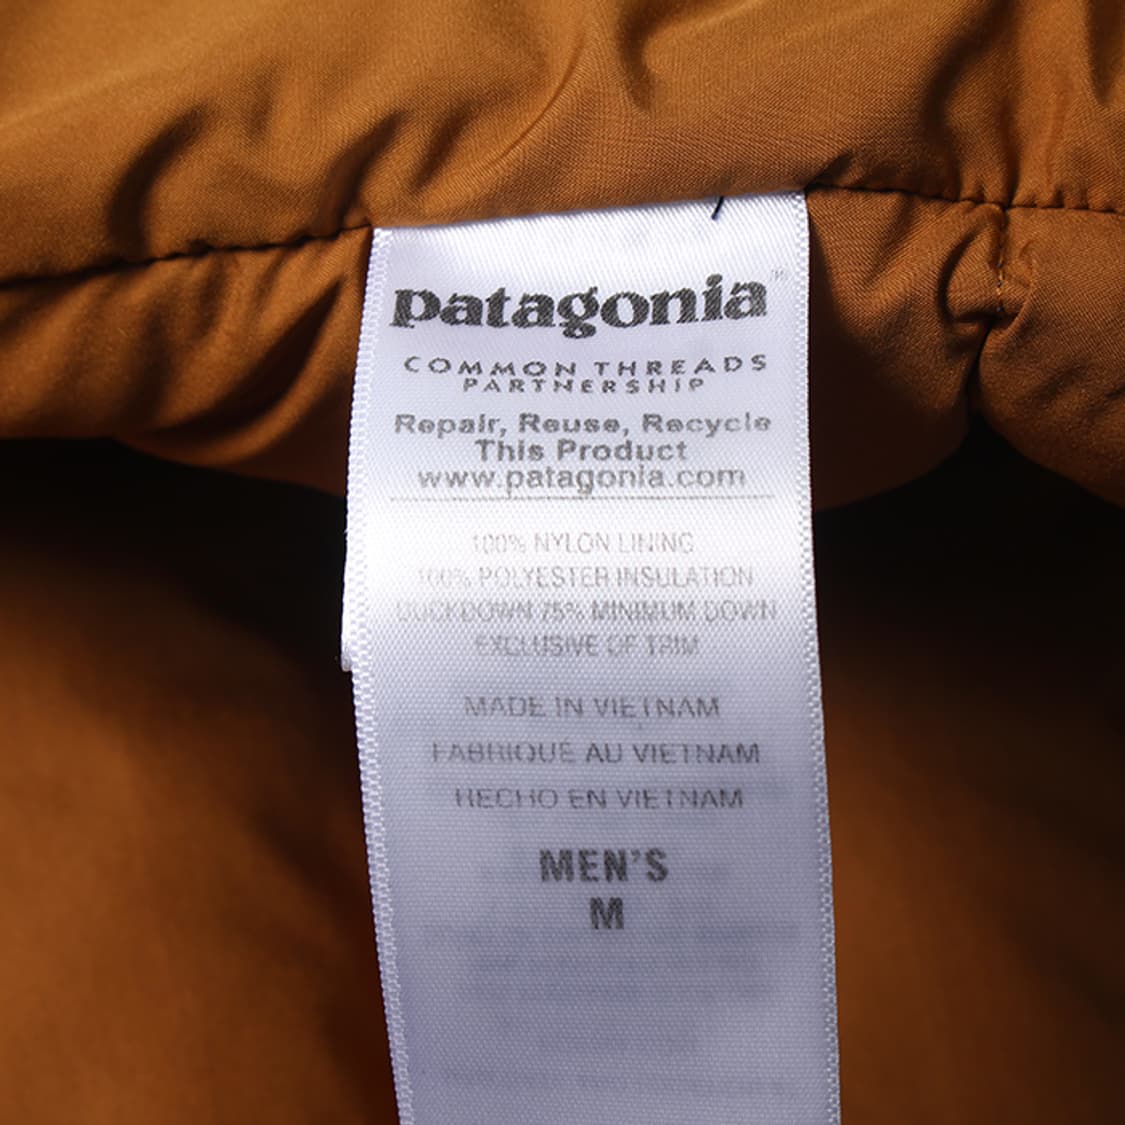 patagonia
COMMON THREADS
PARTNERSHIP
Repair, Reuse, Recycle
This Product
www.patagonia.com
100% NYLON LINING
100% POLYESTER INSULATION
DUCKDOWN 75% MINIMUM DOWN
EXCLUSIVE OF TRIM
MADE IN VIETNAM
FABRIQUÉ AU VIETNAM
HECHO EN VIETNAM
MEN'S
M